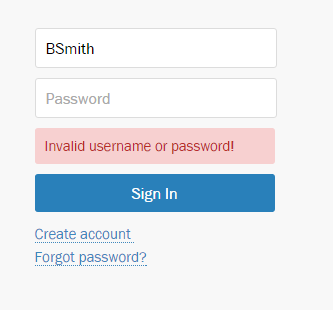 BSmith
Password
Invalid username or password!
Sign In
Create account
Forgot password?